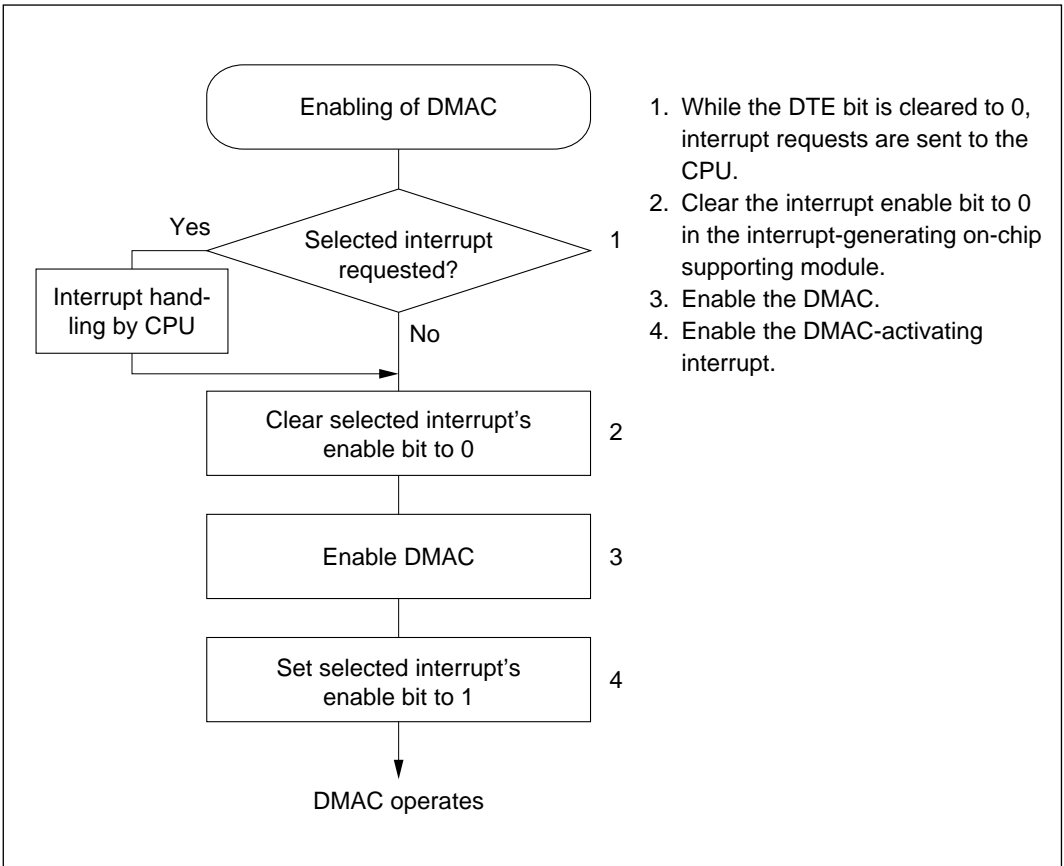 Enabling of DMAC
Yes
Selected interrupt
requested?
1
Interrupt hand-
ling by CPU
No
Clear selected interrupt's
enable bit to 0
2
Enable DMAC
3
Set selected interrupt's
enable bit to 1
4
DMAC operates
1. While the DTE bit is cleared to 0,
interrupt requests are sent to the
CPU.
2. Clear the interrupt enable bit to 0
in the interrupt-generating on-chip
supporting module.
3. Enable the DMAC.
4. Enable the DMAC-activating
interrupt.